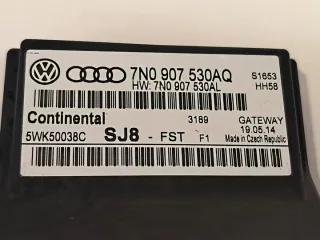 7N0 907 530AQ S1653
HW: 7N0 907 530AL HH58
Continental 3189 GATEWAY
5WK50038C SJ8 - FST F1 19.05.14
Made in Czech Republic